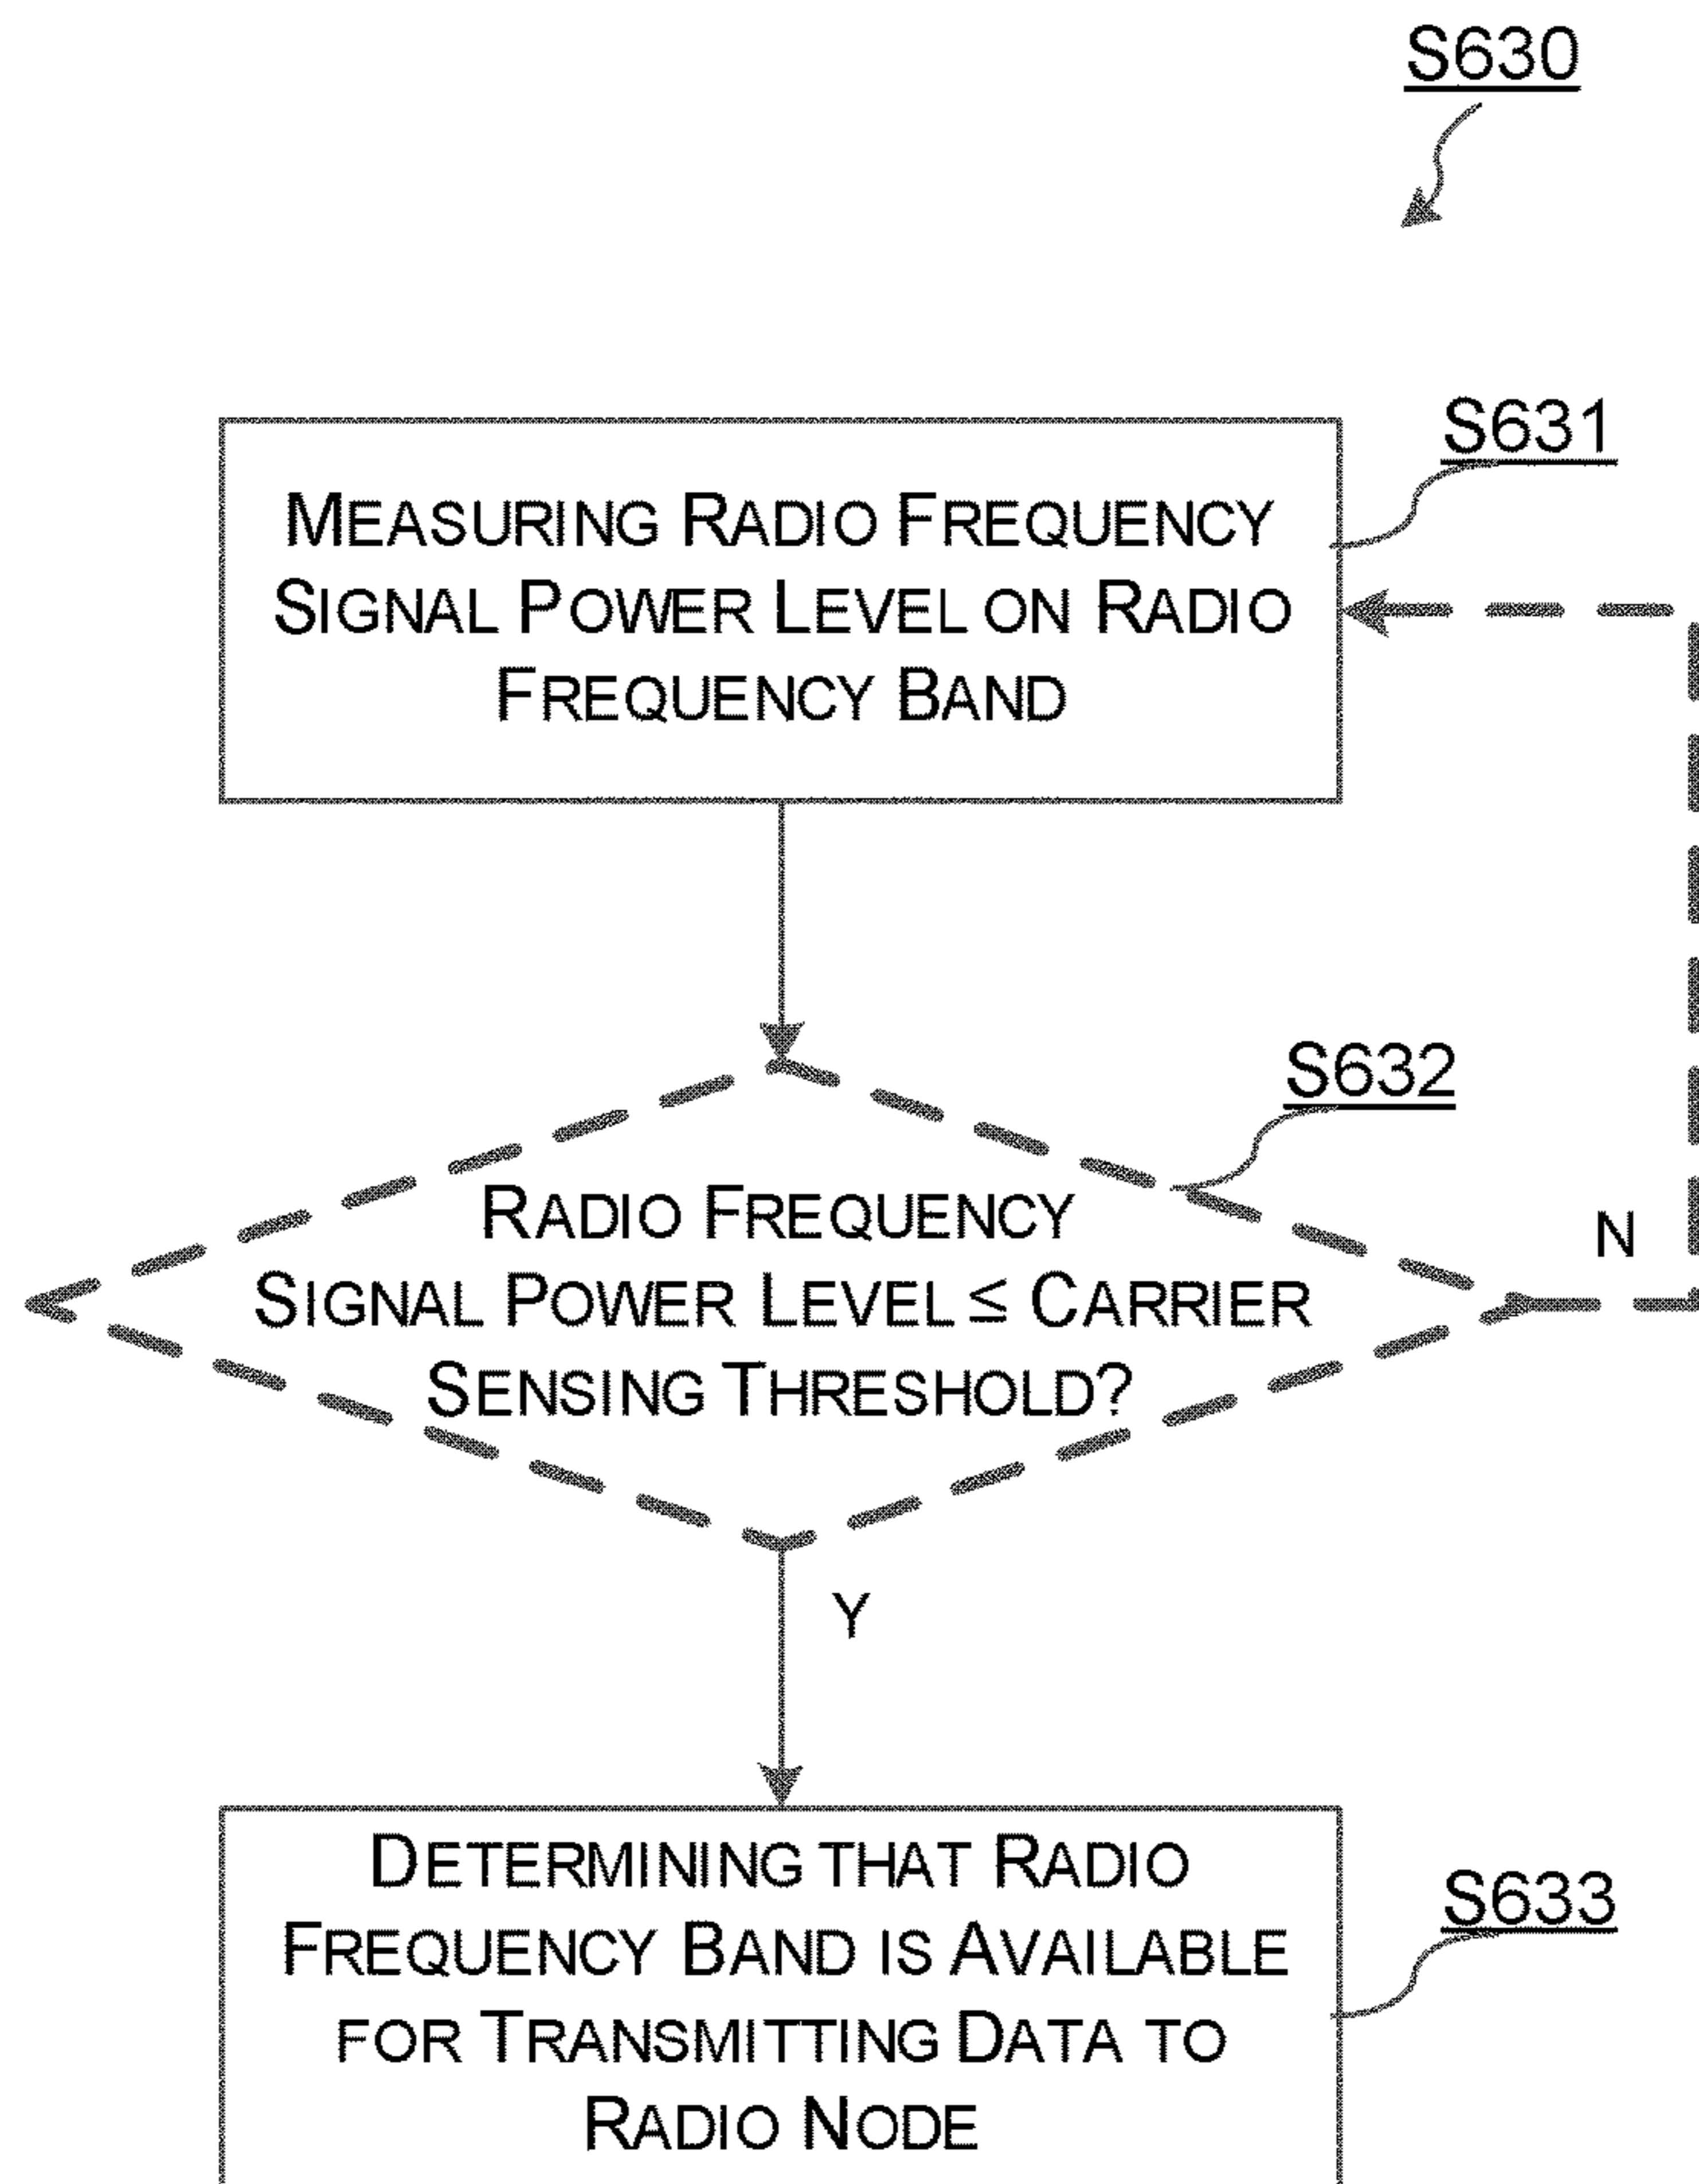 S630
S631
MEASURING RADIO FREQUENCY
SIGNAL POWER LEVEL ON RADIO
FREQUENCY BAND
S632
RADIO FREQUENCY
SIGNAL POWER LEVEL ≤ CARRIER
SENSING THRESHOLD?
N
Y
DETERMINING THAT RADIO
FREQUENCY BAND IS AVAILABLE
FOR TRANSMITTING DATA TO
RADIO NODE
S633